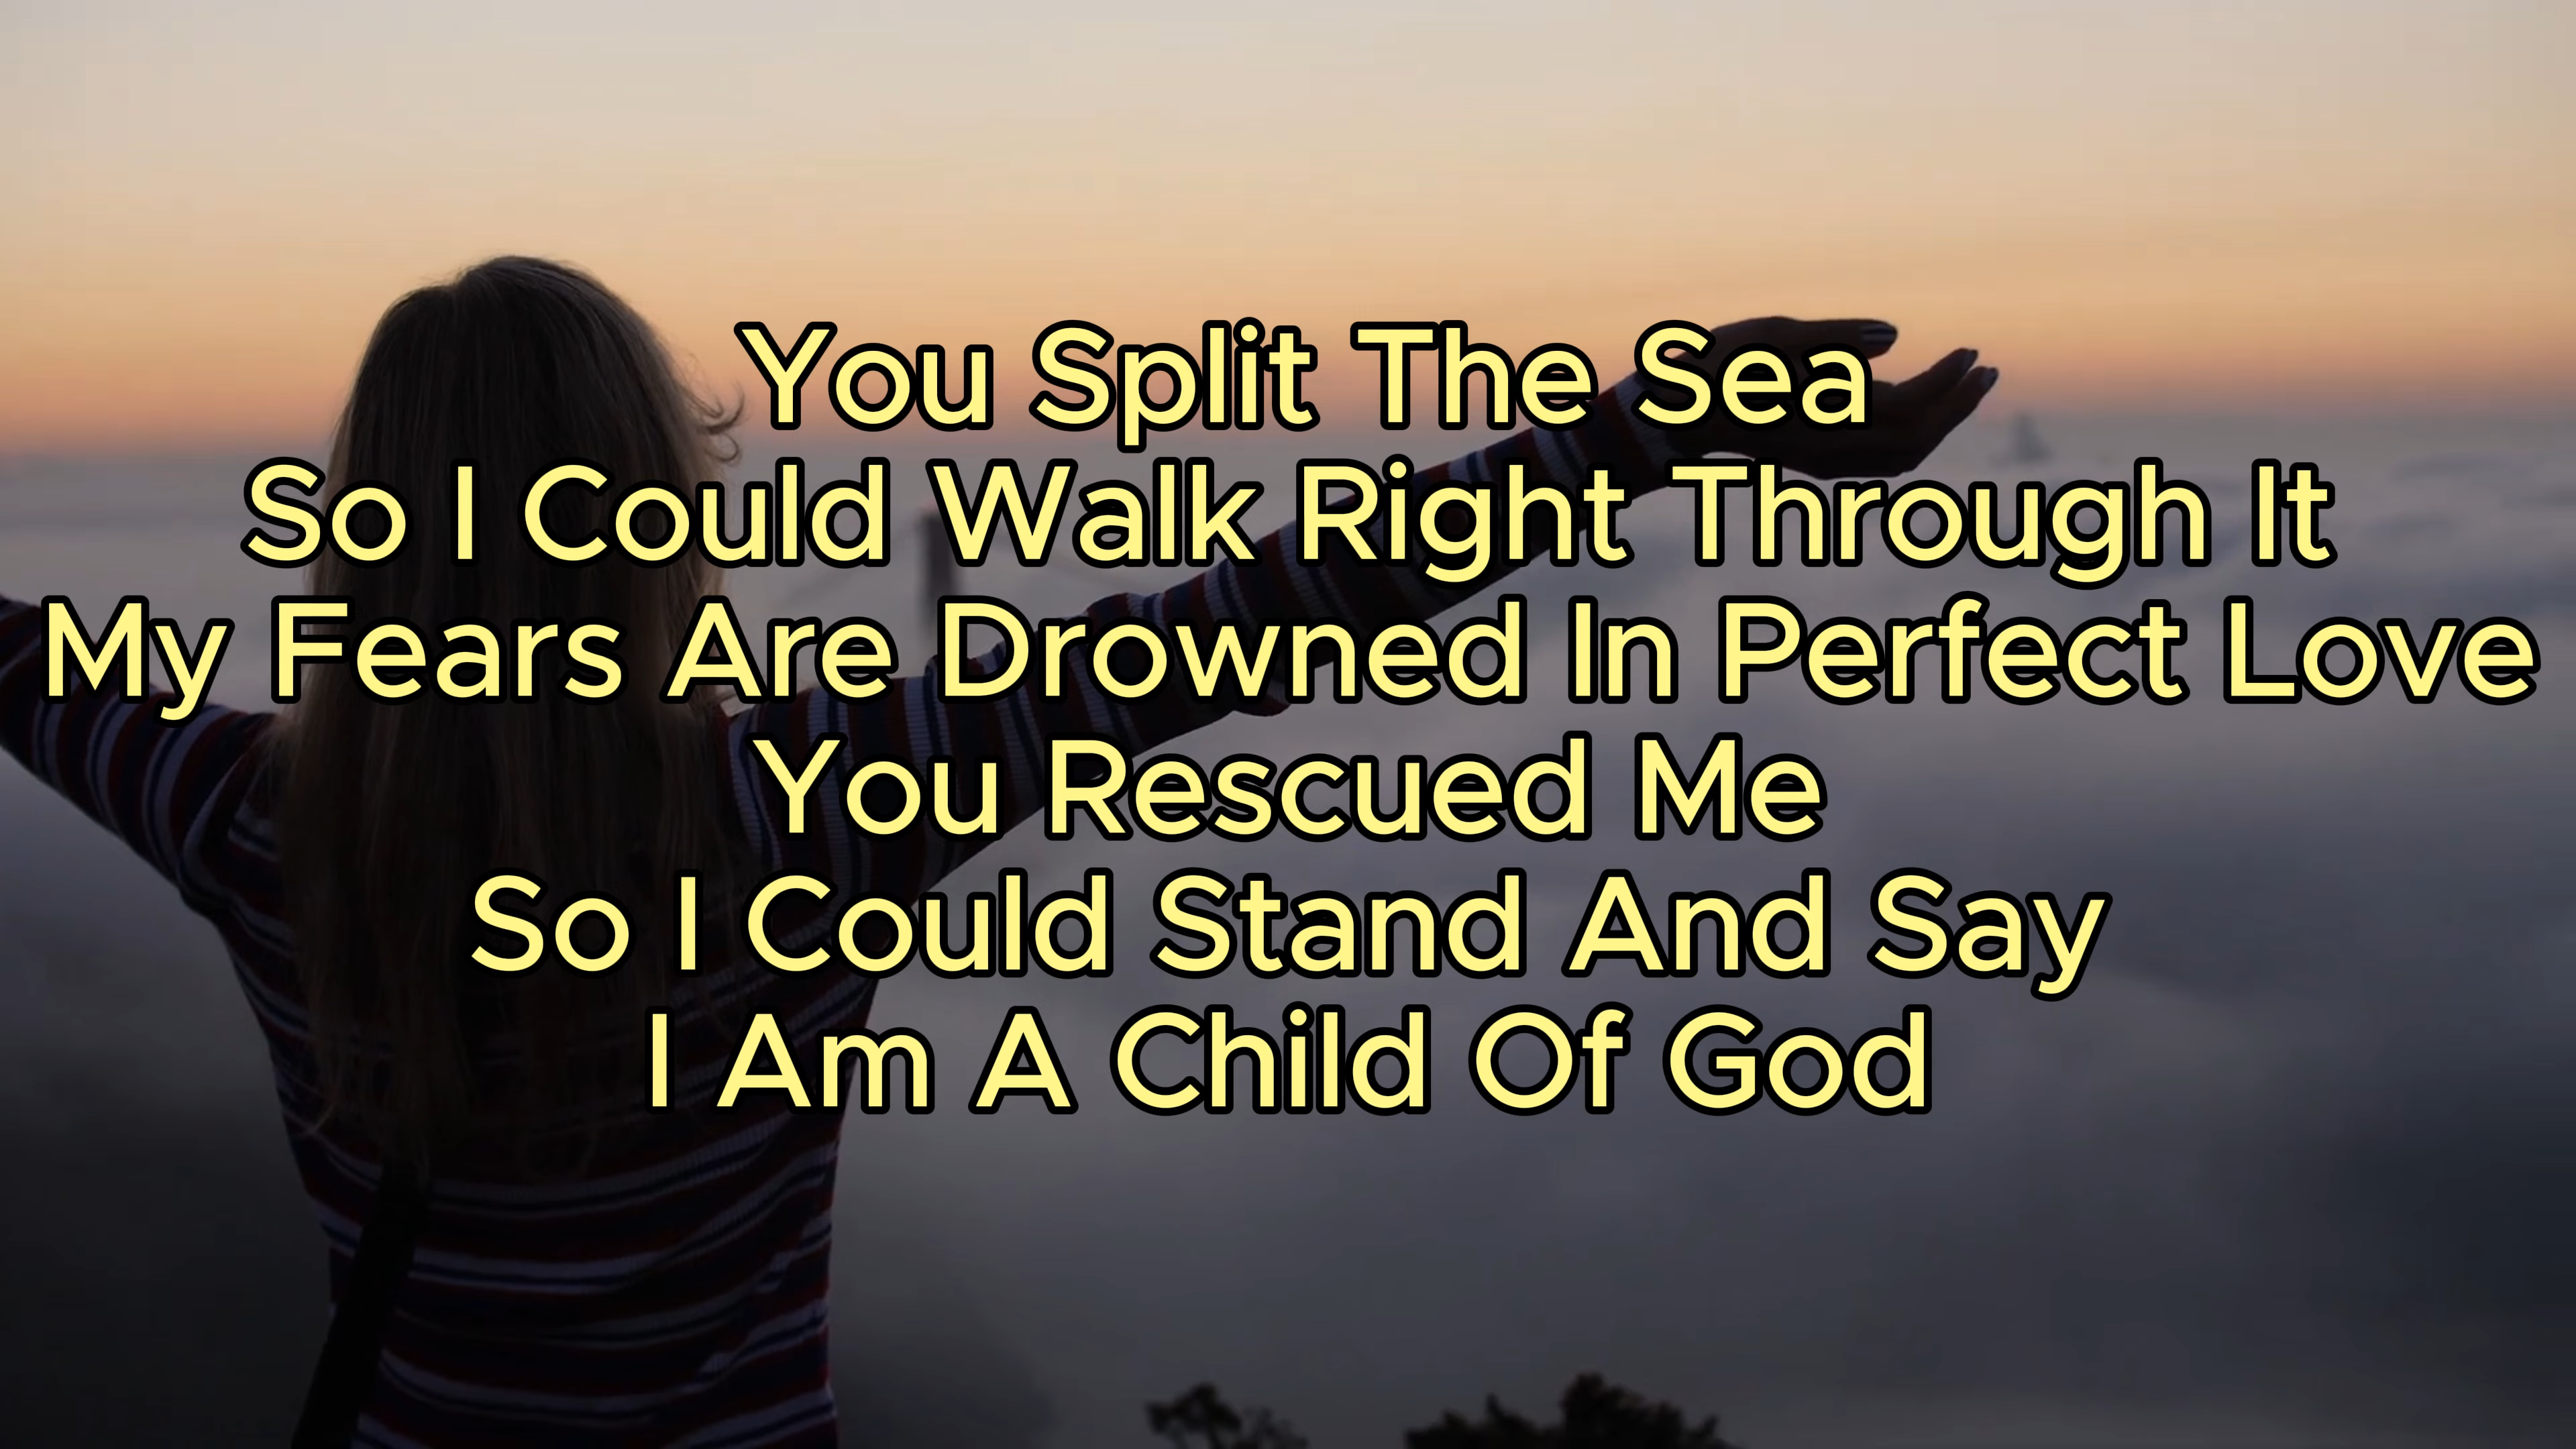 You Split The Sea
So I Could Walk Right Through It
My Fears Are Drowned In Perfect Love
You Rescued Me
So I Could Stand And Say
I Am A Child Of God